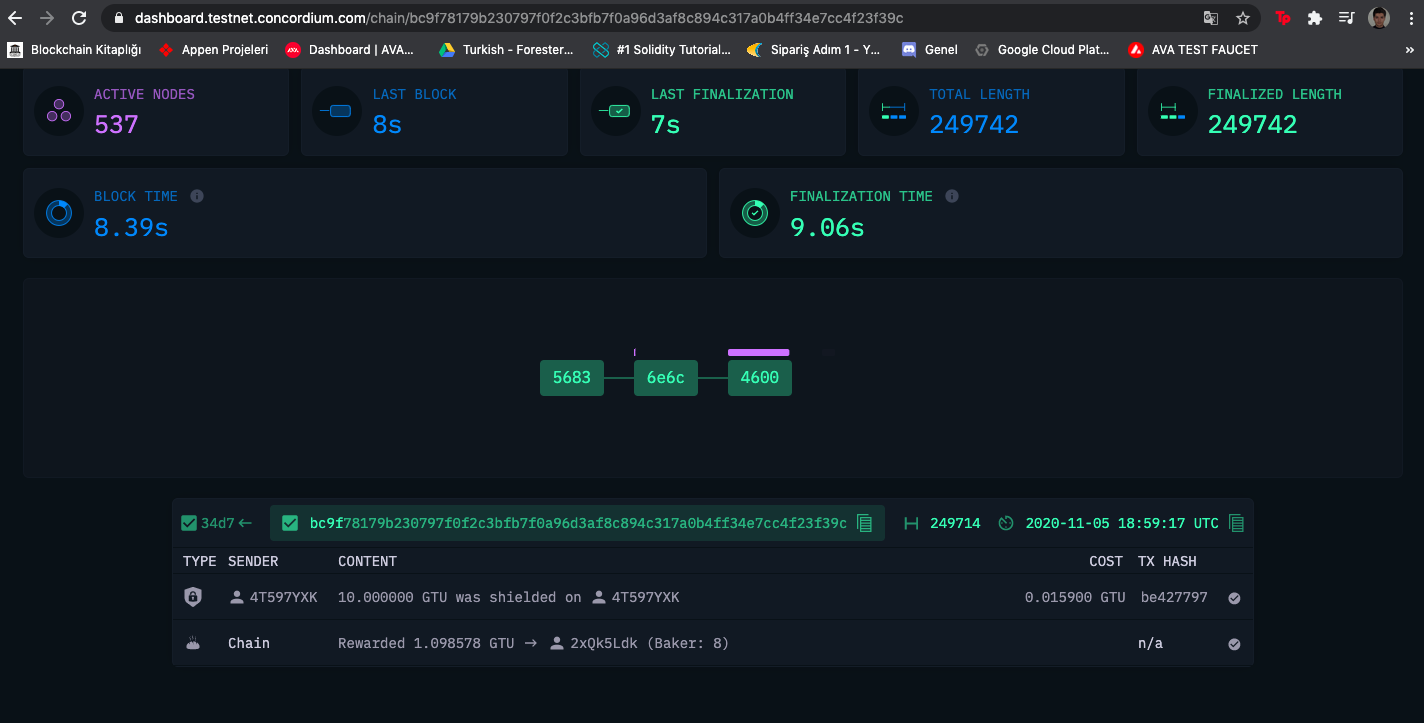 dashboard.testnet.concordium.com/chain/bc9f78179b230797f0f2c3bfb7f0a96d3af8c894c317a0b4ff34e7cc4f23f39c
Blockchain Kitaplığı Appen Projeleri Dashboard | AVA... Turkish - Forester... #1 Solidity Tutorial... Sipariş Adım 1 - Y... Genel Google Cloud Plat... AVA TEST FAUCET »
ACTIVE NODES LAST BLOCK LAST FINALIZATION TOTAL LENGTH FINALIZED LENGTH
537 8s 7s 249742 249742
BLOCK TIME FINALIZATION TIME
8.39s 9.06s
5683 6e6c 4600
34d7 ← bc9f78179b230797f0f2c3bfb7f0a96d3af8c894c317a0b4ff34e7cc4f23f39c 249714 2020-11-05 18:59:17 UTC
TYPE SENDER CONTENT COST TX HASH
4T597YXK 10.000000 GTU was shielded on 4T597YXK 0.015900 GTU be427797
Chain Rewarded 1.098578 GTU → 2xQk5Ldk (Baker: 8) n/a